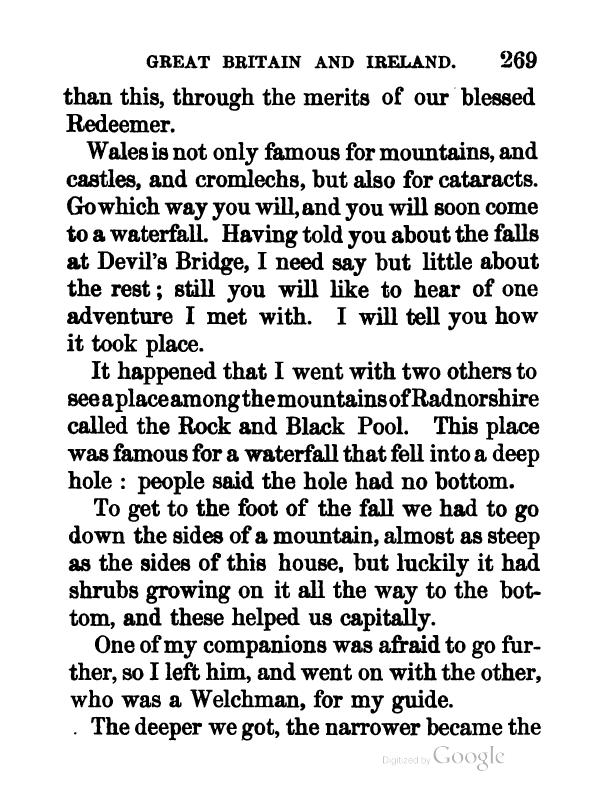 GREAT BRITAIN AND IRELAND. 269
than this, through the merits of our blessed
Redeemer.
Wales is not only famous for mountains, and
castles, and cromlechs, but also for cataracts.
Go which way you will, and you will soon come
to a waterfall. Having told you about the falls
at Devil's Bridge, I need say but little about
the rest; still you will like to hear of one
adventure I met with. I will tell you how
it took place.
It happened that I went with two others to
see a place among the mountains of Radnorshire
called the Rock and Black Pool. This place
was famous for a waterfall that fell into a deep
hole : people said the hole had no bottom.
To get to the foot of the fall we had to go
down the sides of a mountain, almost as steep
as the sides of this house, but luckily it had
shrubs growing on it all the way to the bot-
tom, and these helped us capitally.
One of my companions was afraid to go fur-
ther, so I left him, and went on with the other,
who was a Welchman, for my guide.
. The deeper we got, the narrower became the
Digitized by Google